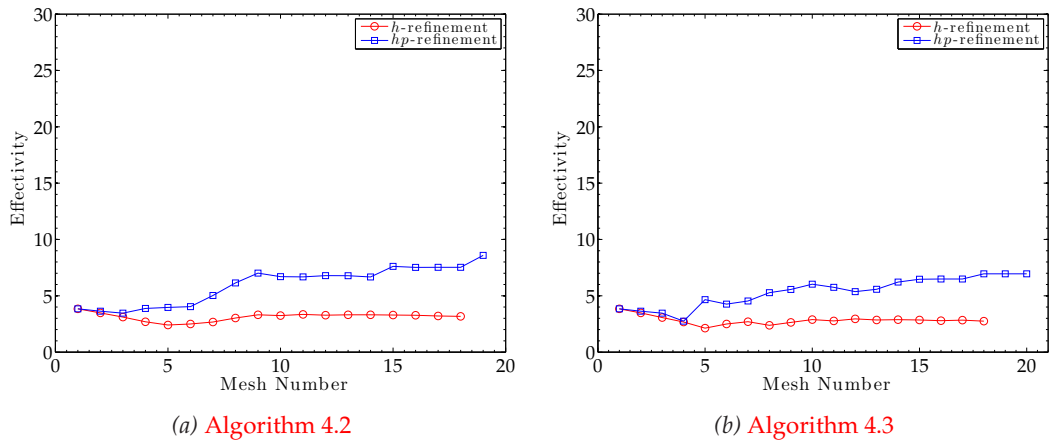 30
25
20
15
10
5
0
Effectivity
0 5 10 15 20
Mesh Number
h-refinement
hp-refinement
(a) Algorithm 4.2
30
25
20
15
10
5
0
Effectivity
0 5 10 15 20
Mesh Number
h-refinement
hp-refinement
(b) Algorithm 4.3